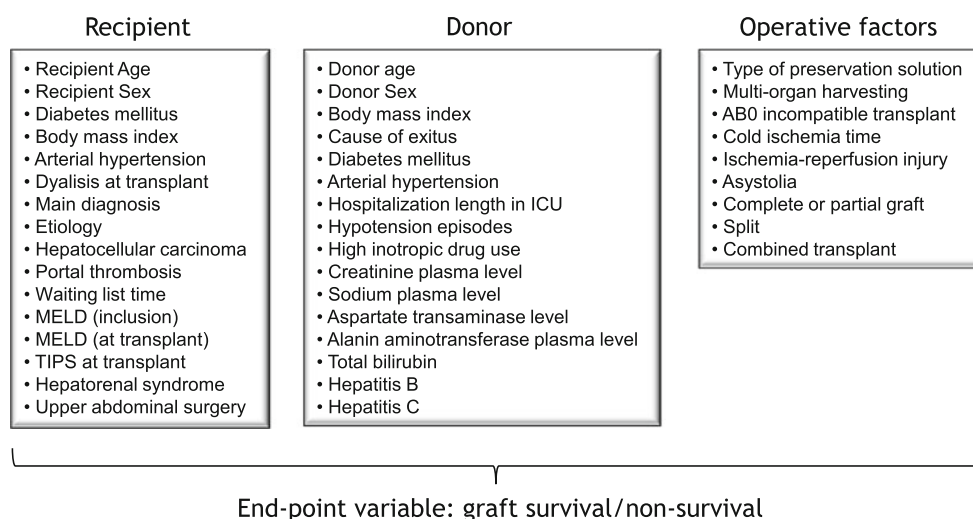 Recipient
• Recipient Age
• Recipient Sex
• Diabetes mellitus
• Body mass index
• Arterial hypertension
• Dyalisis at transplant
• Main diagnosis
• Etiology
• Hepatocellular carcinoma
• Portal thrombosis
• Waiting list time
• MELD (inclusion)
• MELD (at transplant)
• TIPS at transplant
• Hepatorenal syndrome
• Upper abdominal surgery
Donor
• Donor age
• Donor Sex
• Body mass index
• Cause of exitus
• Diabetes mellitus
• Arterial hypertension
• Hospitalization length in ICU
• Hypotension episodes
• High inotropic drug use
• Creatinine plasma level
• Sodium plasma level
• Aspartate transaminase level
• Alanin aminotransferase plasma level
• Total bilirubin
• Hepatitis B
• Hepatitis C
Operative factors
• Type of preservation solution
• Multi-organ harvesting
• AB0 incompatible transplant
• Cold ischemia time
• Ischemia-reperfusion injury
• Asystolia
• Complete or partial graft
• Split
• Combined transplant
End-point variable: graft survival/non-survival